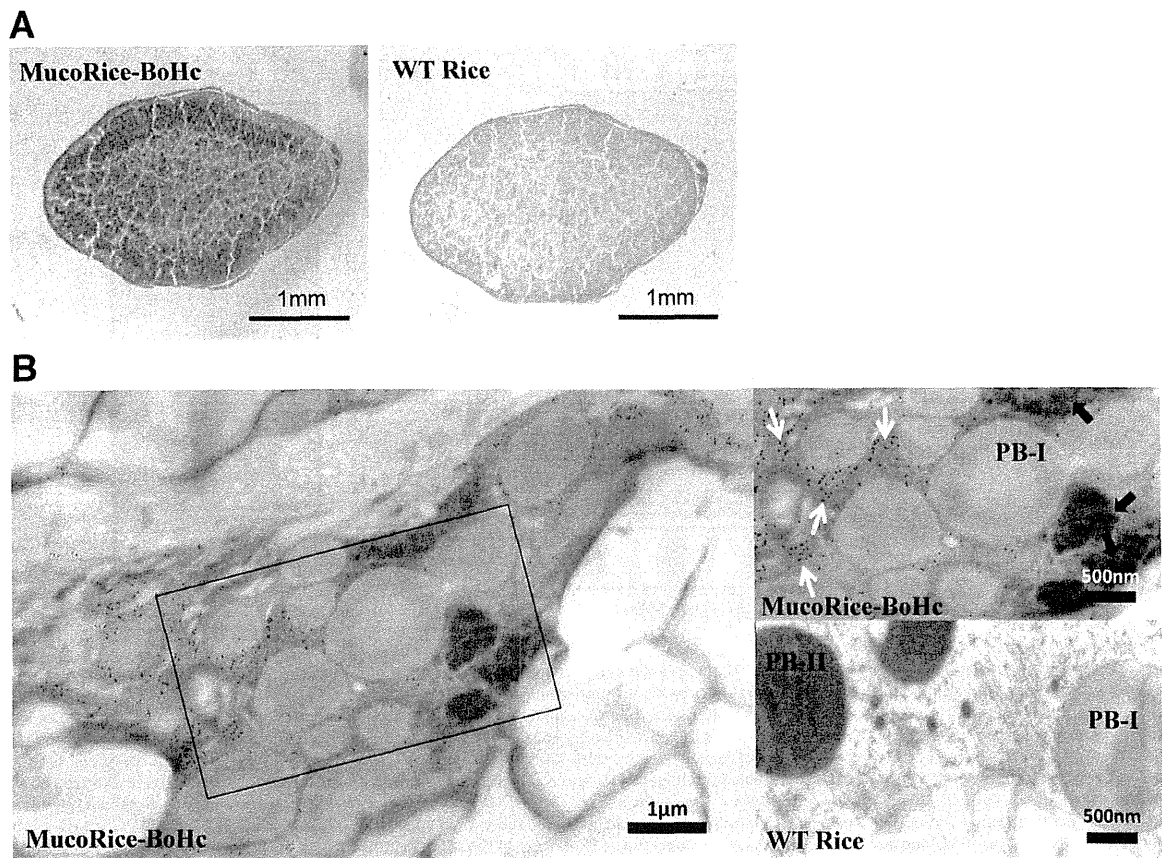 A
MucoRice-BoHc
WT Rice
1mm
1mm
B
PB-I
500nm
MucoRice-BoHc
PB-II
PB-I
1μm
500nm
MucoRice-BoHc
WT Rice